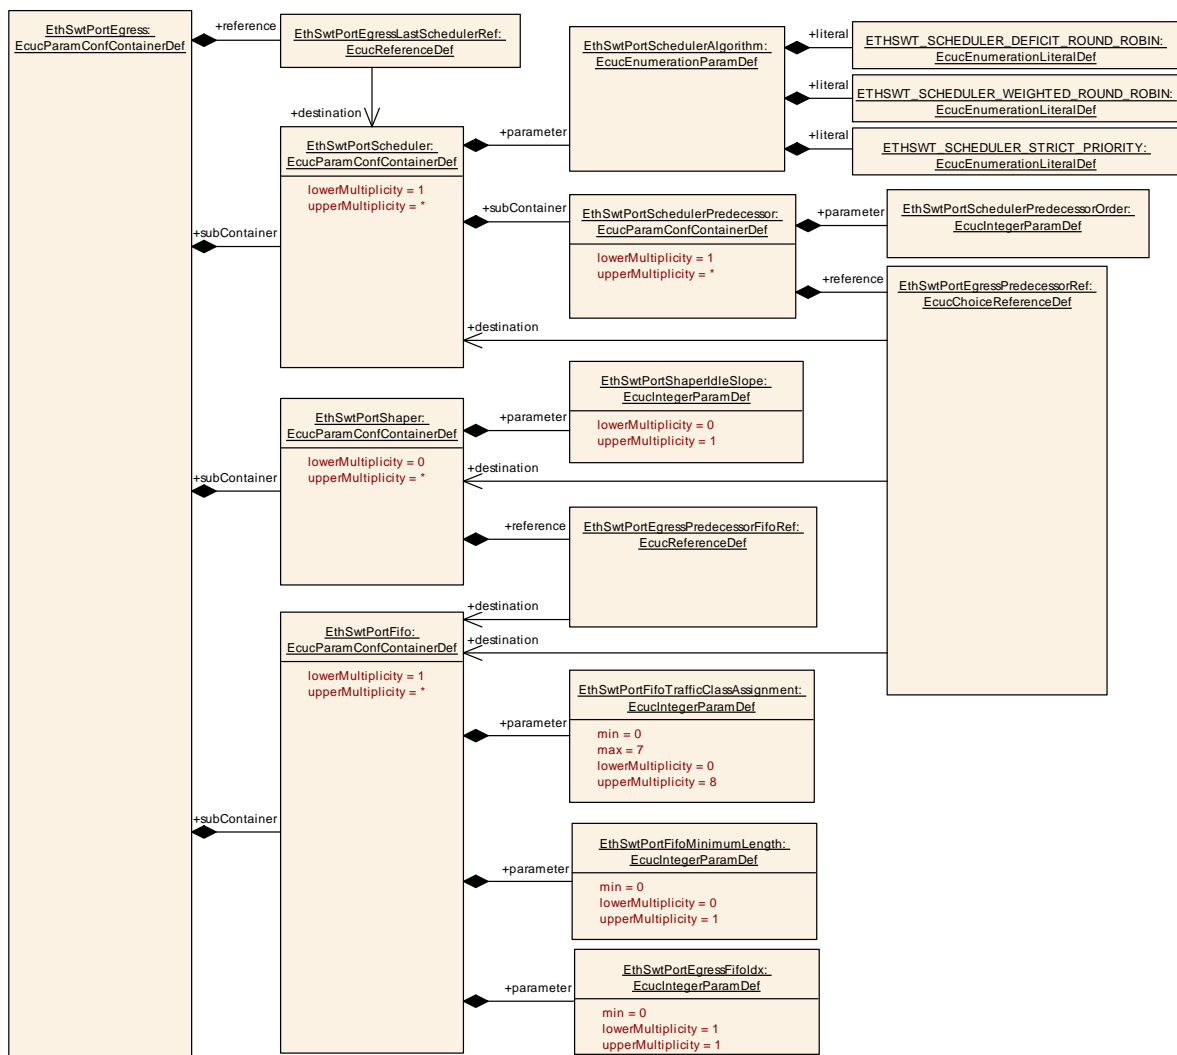 EthSwtPortEgress:
EcucParamConfContainerDef
+reference
EthSwtPortEgressLastSchedulerRef:
EcucReferenceDef
+destination
EthSwtPortScheduler:
EcucParamConfContainerDef
lowerMultiplicity = 1
upperMultiplicity = *
+subContainer
+parameter
EthSwtPortSchedulerAlgorithm:
EcucEnumerationParamDef
+literal
ETHSWT_SCHEDULER_DEFICIT_ROUND_ROBIN:
EcucEnumerationLiteralDef
+literal
ETHSWT_SCHEDULER_WEIGHTED_ROUND_ROBIN:
EcucEnumerationLiteralDef
+literal
ETHSWT_SCHEDULER_STRICT_PRIORITY:
EcucEnumerationLiteralDef
+subContainer
EthSwtPortSchedulerPredecessor:
EcucParamConfContainerDef
lowerMultiplicity = 1
upperMultiplicity = *
+parameter
EthSwtPortSchedulerPredecessorOrder:
EcucIntegerParamDef
+reference
EthSwtPortEgressPredecessorRef:
EcucChoiceReferenceDef
+destination
EthSwtPortShaper:
EcucParamConfContainerDef
lowerMultiplicity = 0
upperMultiplicity = *
+subContainer
+parameter
EthSwtPortShaperIdleSlope:
EcucIntegerParamDef
lowerMultiplicity = 0
upperMultiplicity = 1
+destination
+reference
EthSwtPortEgressPredecessorFifoRef:
EcucReferenceDef
+destination
+destination
EthSwtPortFifo:
EcucParamConfContainerDef
lowerMultiplicity = 1
upperMultiplicity = *
+subContainer
+parameter
EthSwtPortFifoTrafficClassAssignment:
EcucIntegerParamDef
min = 0
max = 7
lowerMultiplicity = 0
upperMultiplicity = 8
+parameter
EthSwtPortFifoMinimumLength:
EcucIntegerParamDef
min = 0
lowerMultiplicity = 0
upperMultiplicity = 1
+parameter
EthSwtPortEgressFifoIdx:
EcucIntegerParamDef
min = 0
lowerMultiplicity = 1
upperMultiplicity = 1